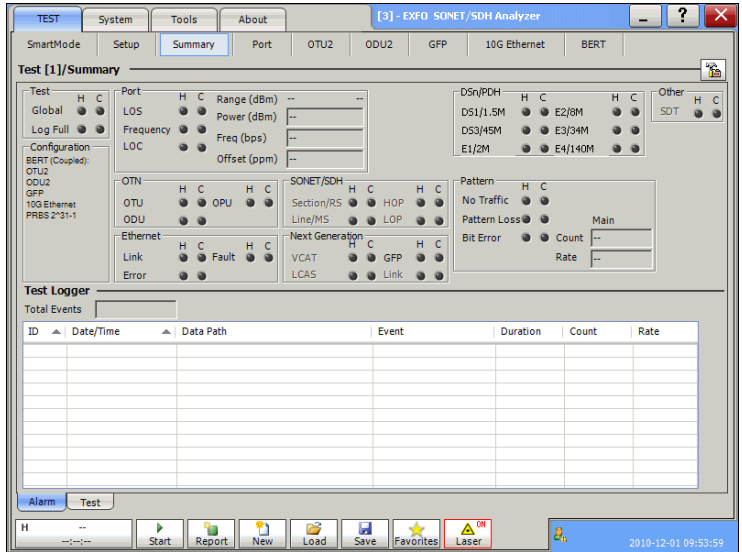 TEST System Tools About [3] - EXFO SONET/SDH Analyzer _ ? X
SmartMode Setup Summary Port OTU2 ODU2 GFP 10G Ethernet BERT
Test [1]/Summary
Test
H C
Global
Log Full
Configuration
BERT (Coupled):
OTU2
ODU2
GFP
10G Ethernet
PRBS 2^31-1
Port
H C
LOS
Frequency
LOC
Range (dBm) -- --
Power (dBm) --
Freq (bps) --
Offset (ppm) --
DSn/PDH
H C H C
DS1/1.5M E2/8M
DS3/45M E3/34M
E1/2M E4/140M
Other
H C
SDT
OTN
H C H C
OTU OPU
ODU
SONET/SDH
H C H C
Section/RS HOP
Line/MS LOP
Pattern
H C
No Traffic
Pattern Loss Main
Bit Error Count --
Rate --
Ethernet
H C H C
Link Fault
Error
Next Generation
H C H C
VCAT GFP
LCAS Link
Test Logger
Total Events
ID Date/Time Data Path Event Duration Count Rate
Alarm Test
H --
--:--:--
Start Report New Load Save Favorites ON Laser
2010-12-01 09:53:59